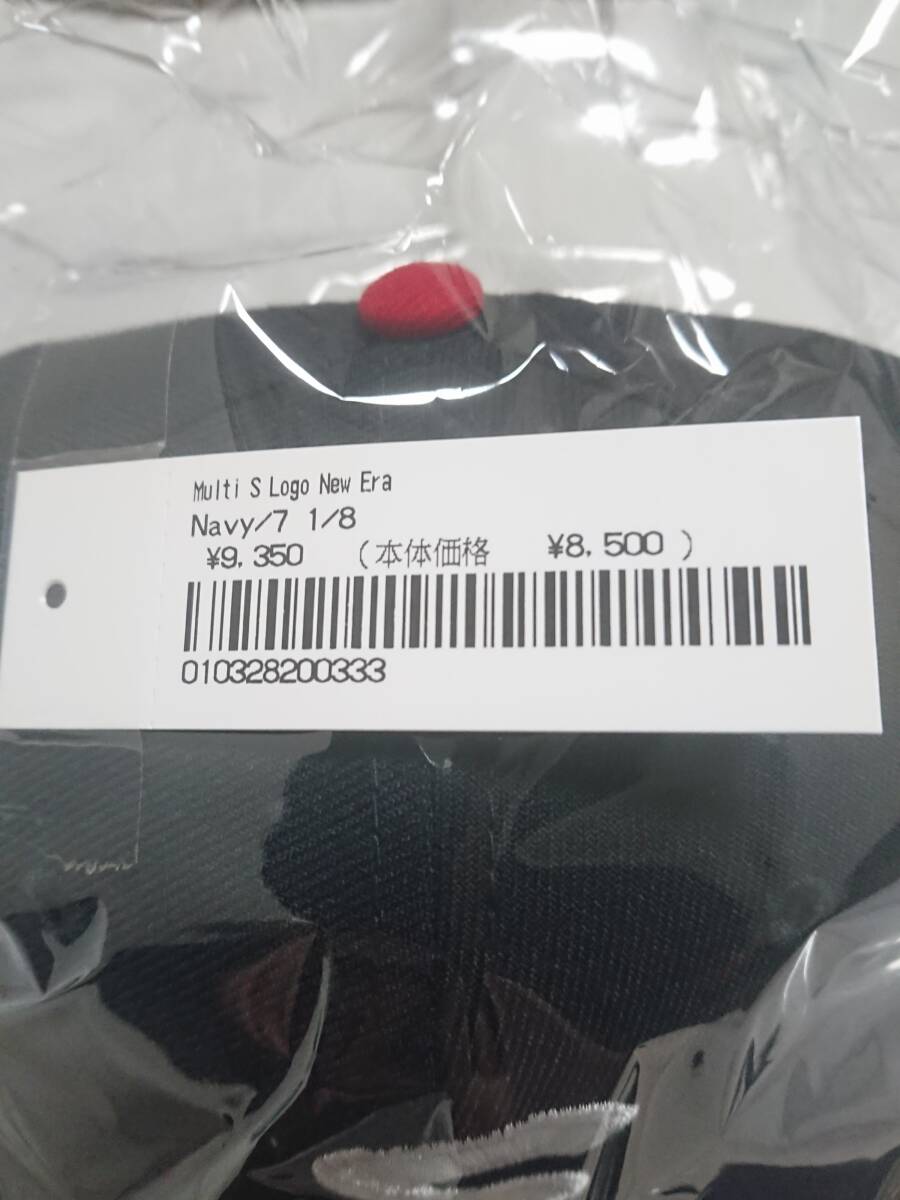 Multi S Logo New Era
Navy/7 1/8
¥9,350 (本体価格 ¥8,500 )
010328200333